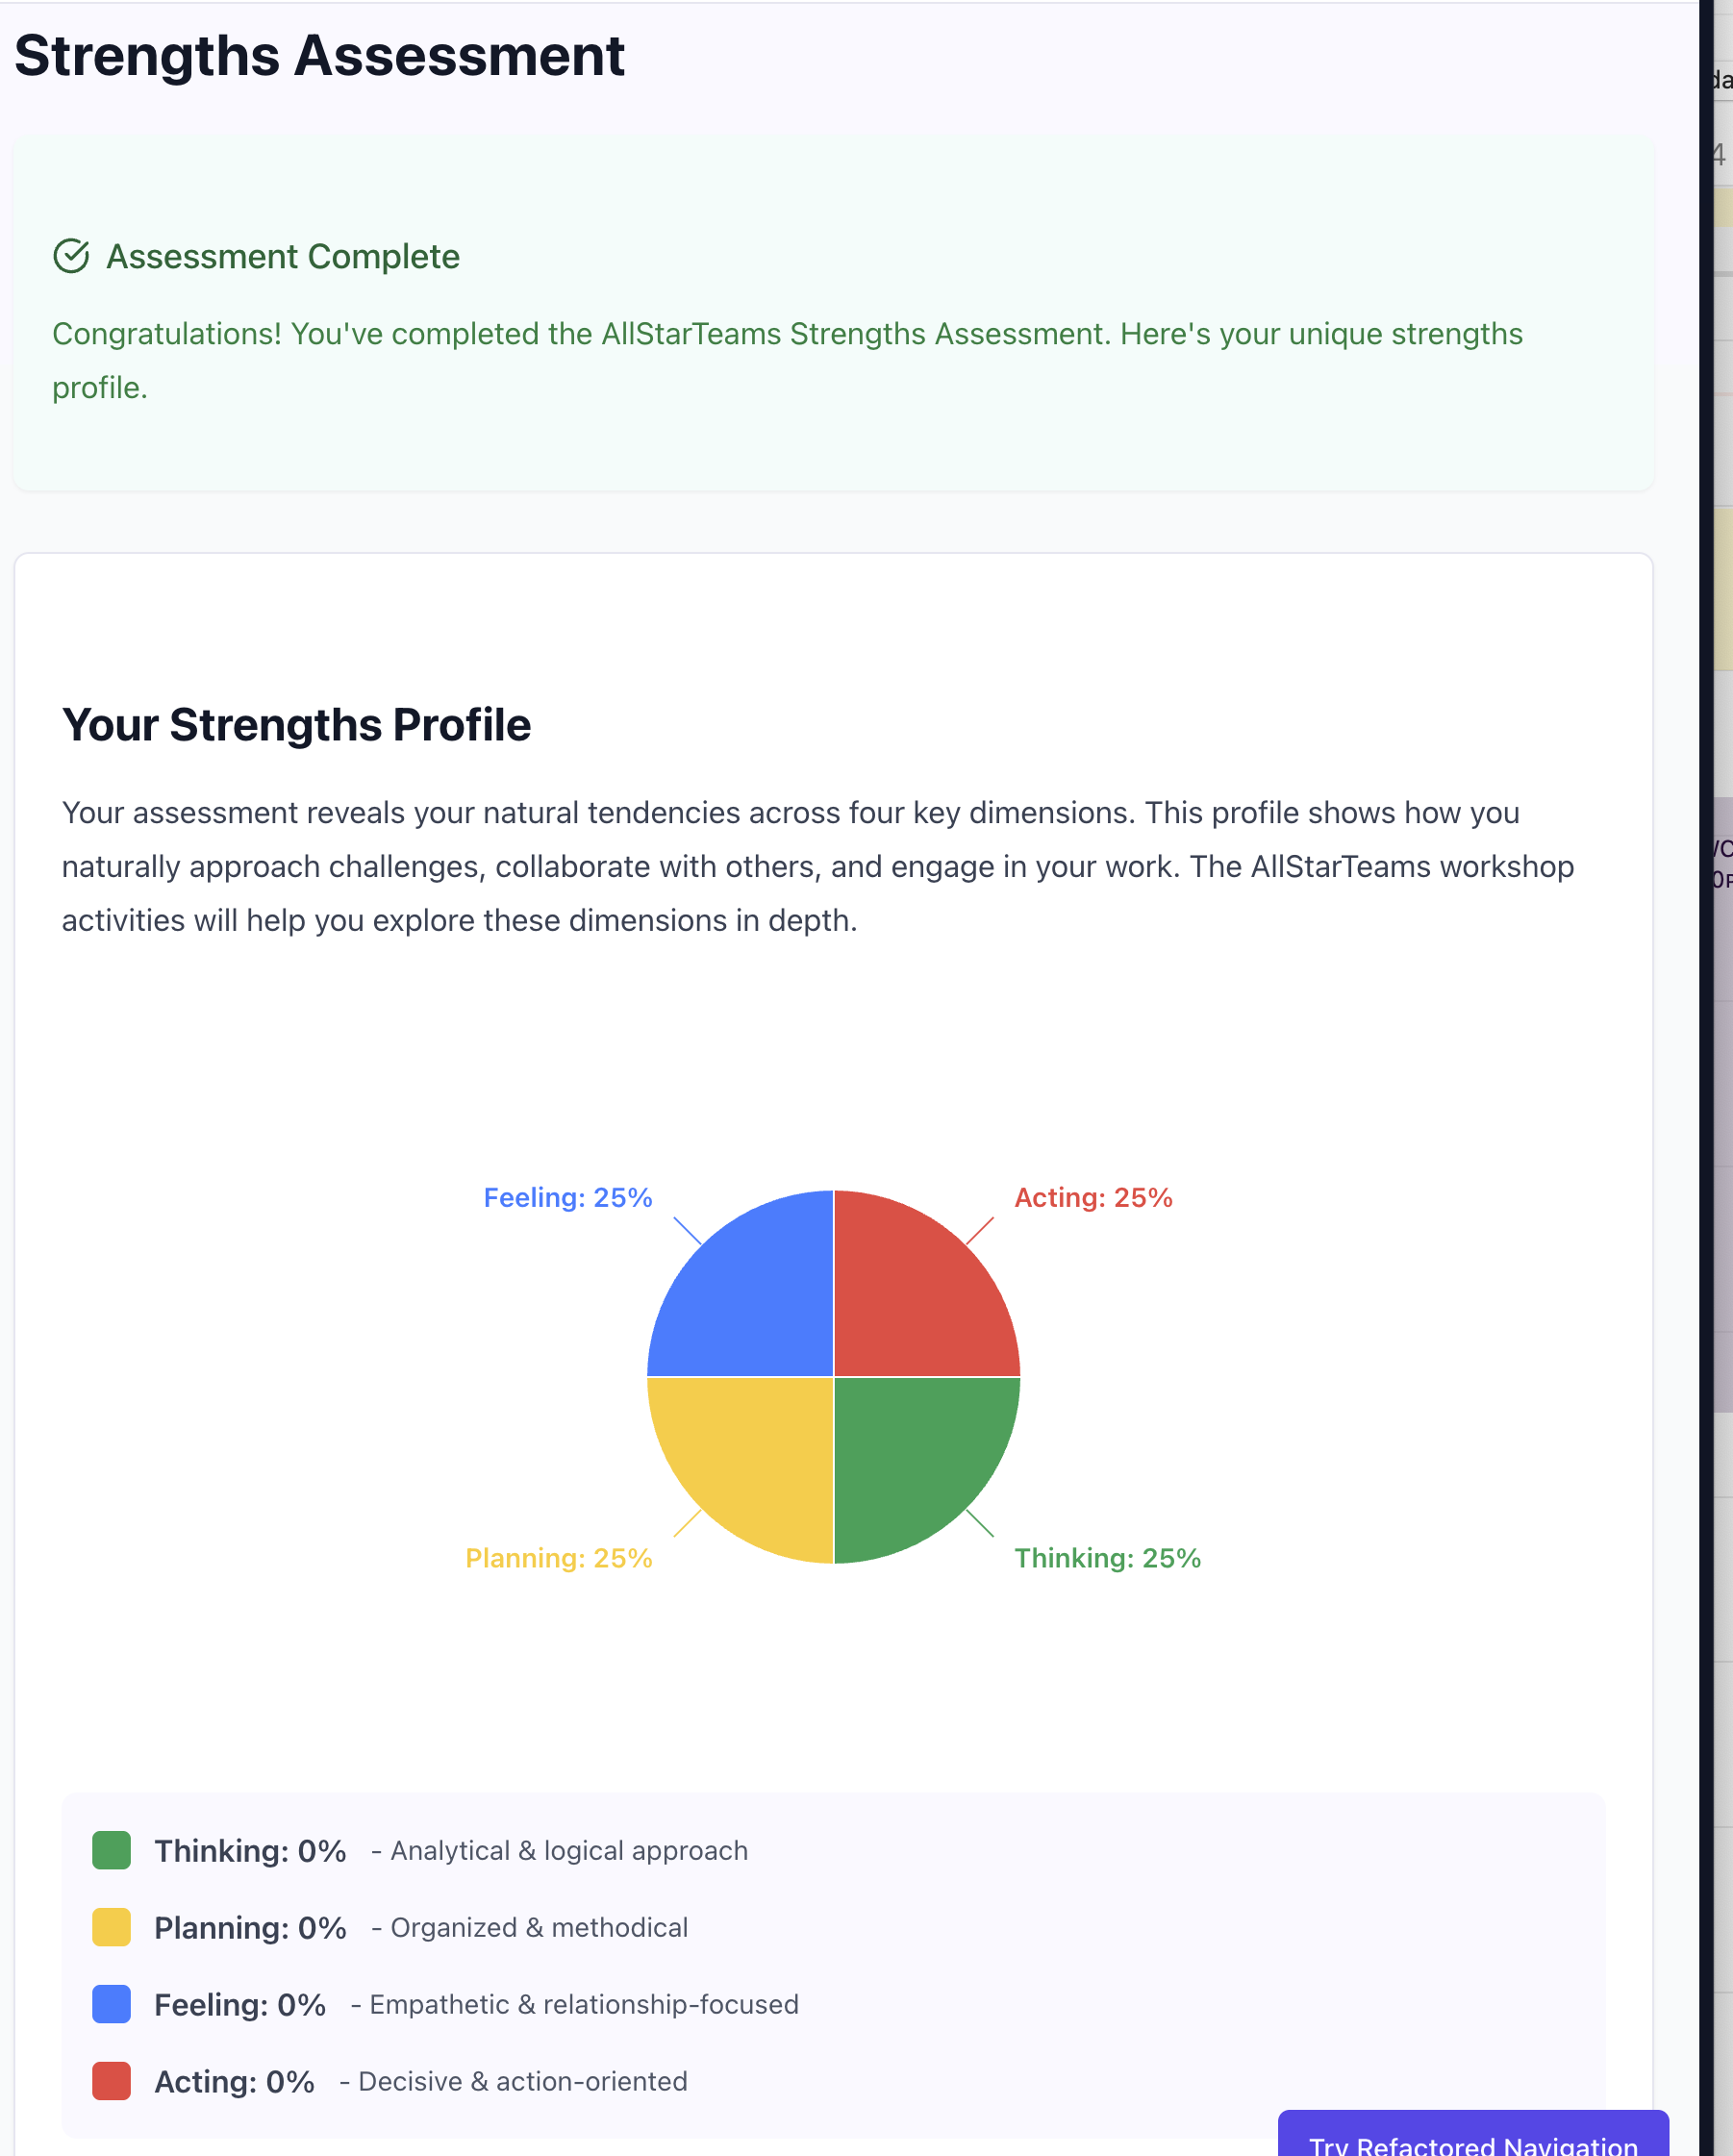 Strengths Assessment
Assessment Complete
Congratulations! You've completed the AllStarTeams Strengths Assessment. Here's your unique strengths
profile.
Your Strengths Profile
Your assessment reveals your natural tendencies across four key dimensions. This profile shows how you
naturally approach challenges, collaborate with others, and engage in your work. The AllStarTeams workshop
activities will help you explore these dimensions in depth.
Feeling: 25%
Acting: 25%
Planning: 25%
Thinking: 25%
Thinking: 0% - Analytical & logical approach
Planning: 0% - Organized & methodical
Feeling: 0% - Empathetic & relationship-focused
Acting: 0% - Decisive & action-oriented
Try Refactored Navigation